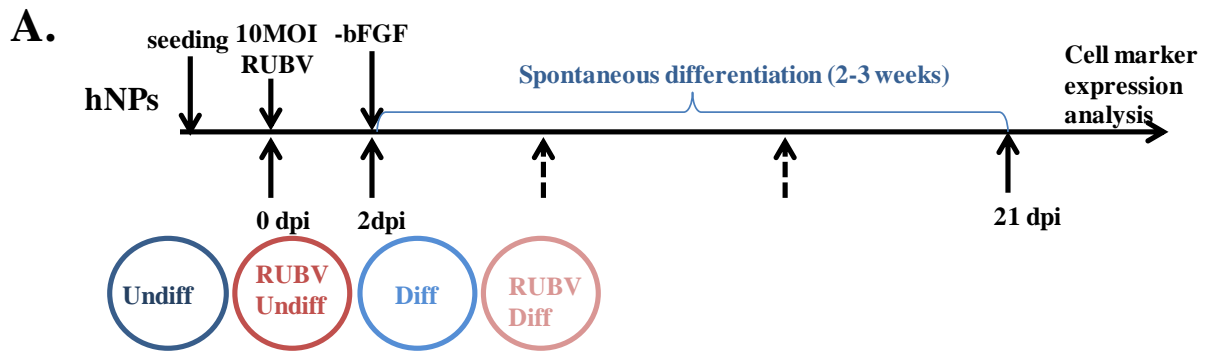 A.
seeding
10MOI
RUBV
-bFGF
Spontaneous differentiation (2-3 weeks)
Cell marker
expression
analysis
hNPs
0 dpi
2dpi
21 dpi
Undiff
RUBV
Undiff
Diff
RUBV
Diff